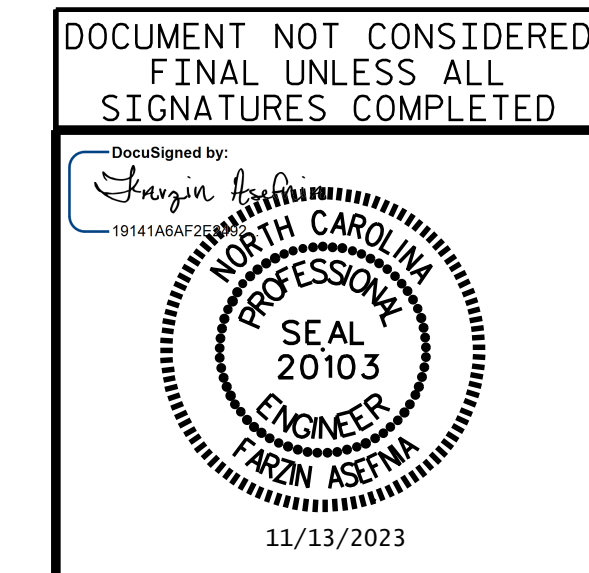 DOCUMENT NOT CONSIDERED
FINAL UNLESS ALL
SIGNATURES COMPLETED
DocuSigned by:
Farzin Asefnia
19141A6AF2E2492...
NORTH CAROLINA
PROFESSIONAL
SEAL
20103
ENGINEER
FARZIN ASEFNIA
11/13/2023